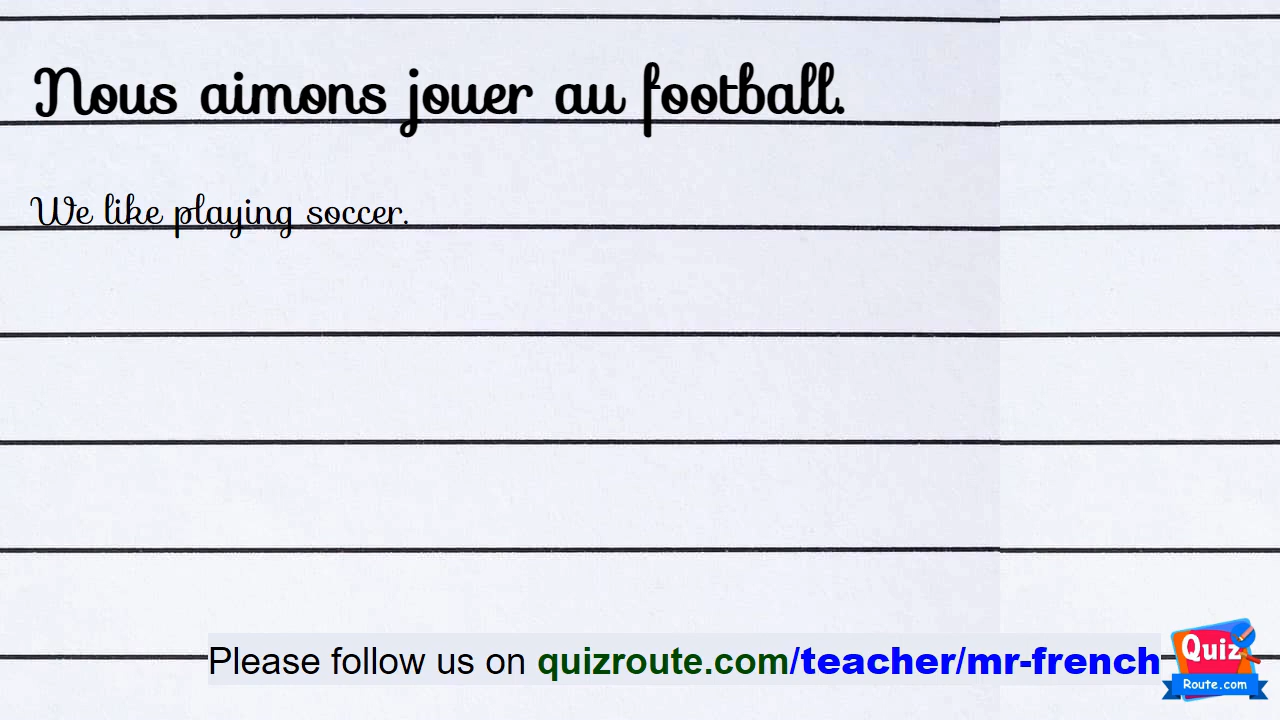 Nous aimons jouer au football.
We like playing soccer.
Please follow us on quizroute.com/teacher/mr-french
Quiz
Route.com